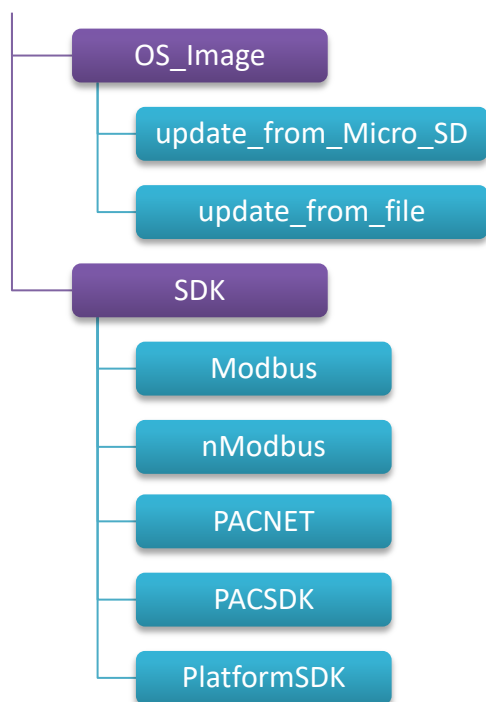 OS_Image
update_from_Micro_SD
update_from_file
SDK
Modbus
nModbus
PACNET
PACSDK
PlatformSDK